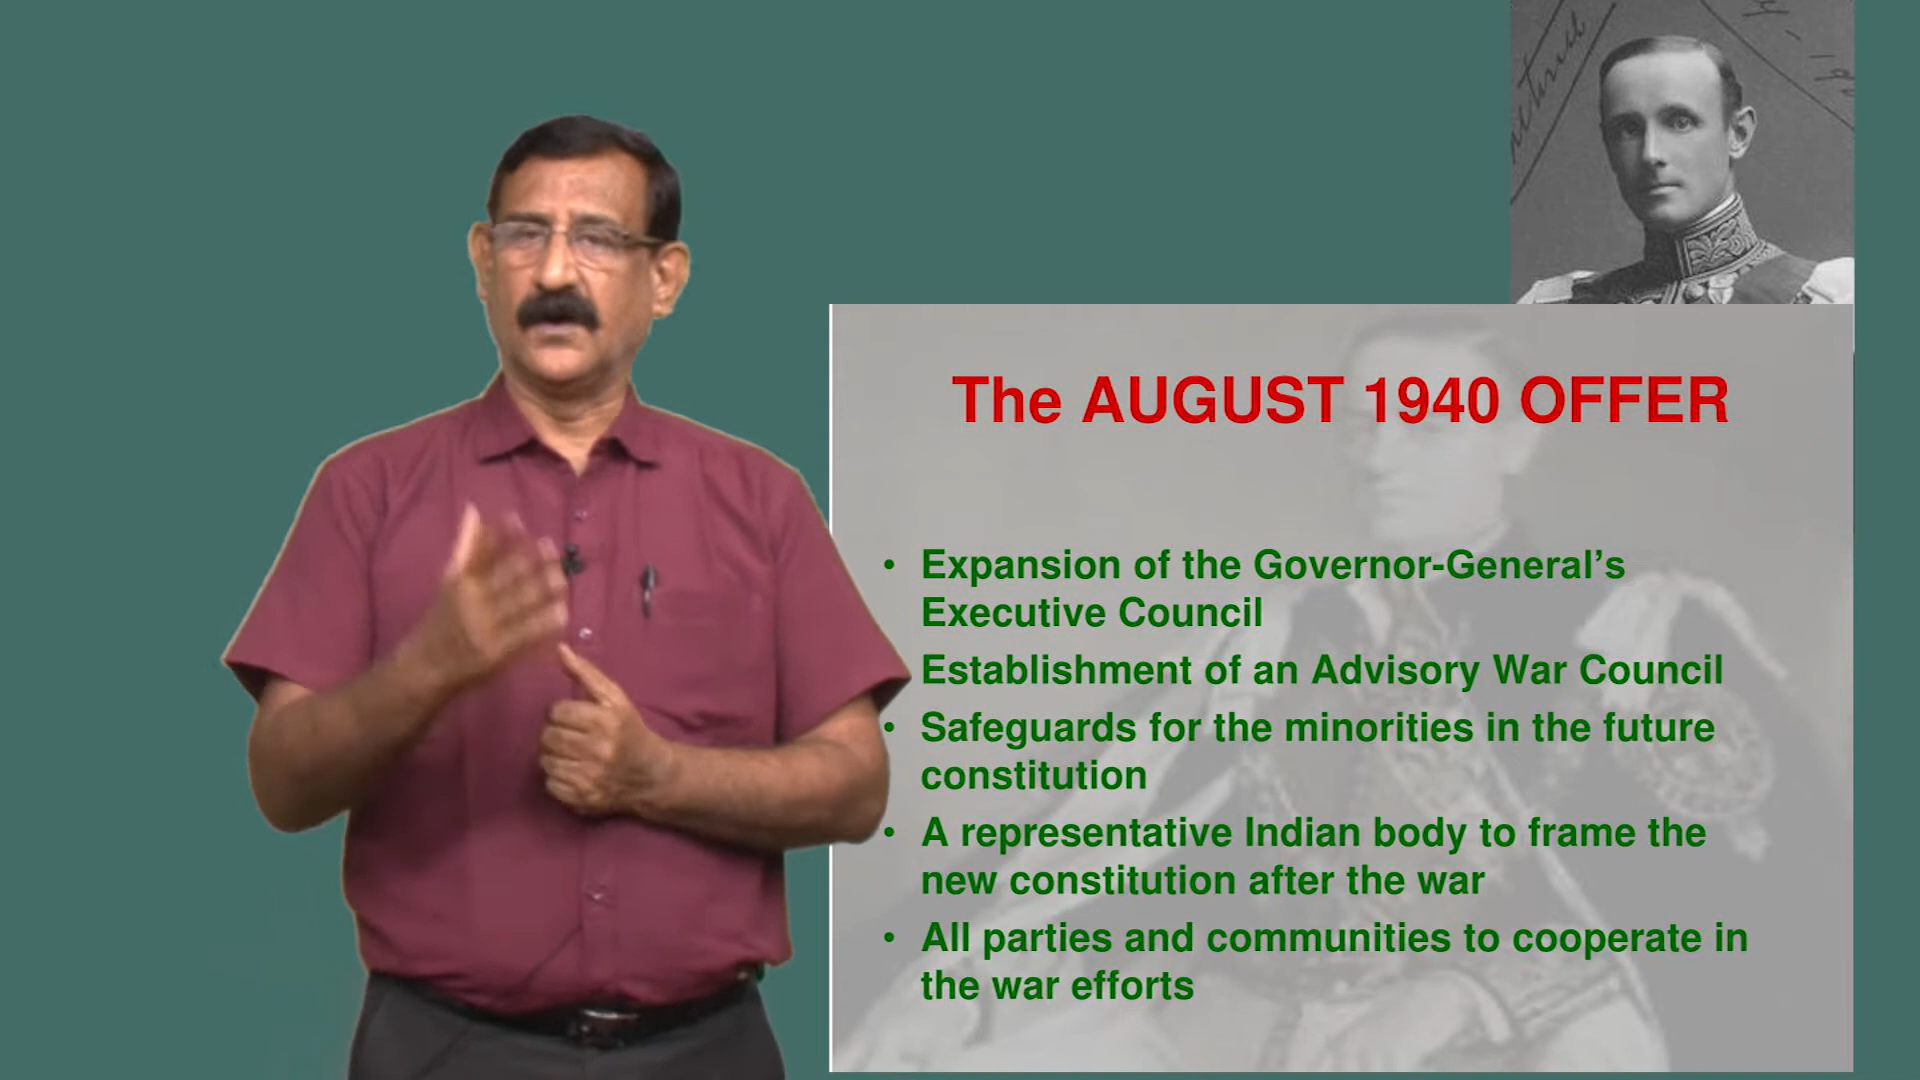 The AUGUST 1940 OFFER
• Expansion of the Governor-General’s
Executive Council
Establishment of an Advisory War Council
• Safeguards for the minorities in the future
constitution
• A representative Indian body to frame the
new constitution after the war
• All parties and communities to cooperate in
the war efforts